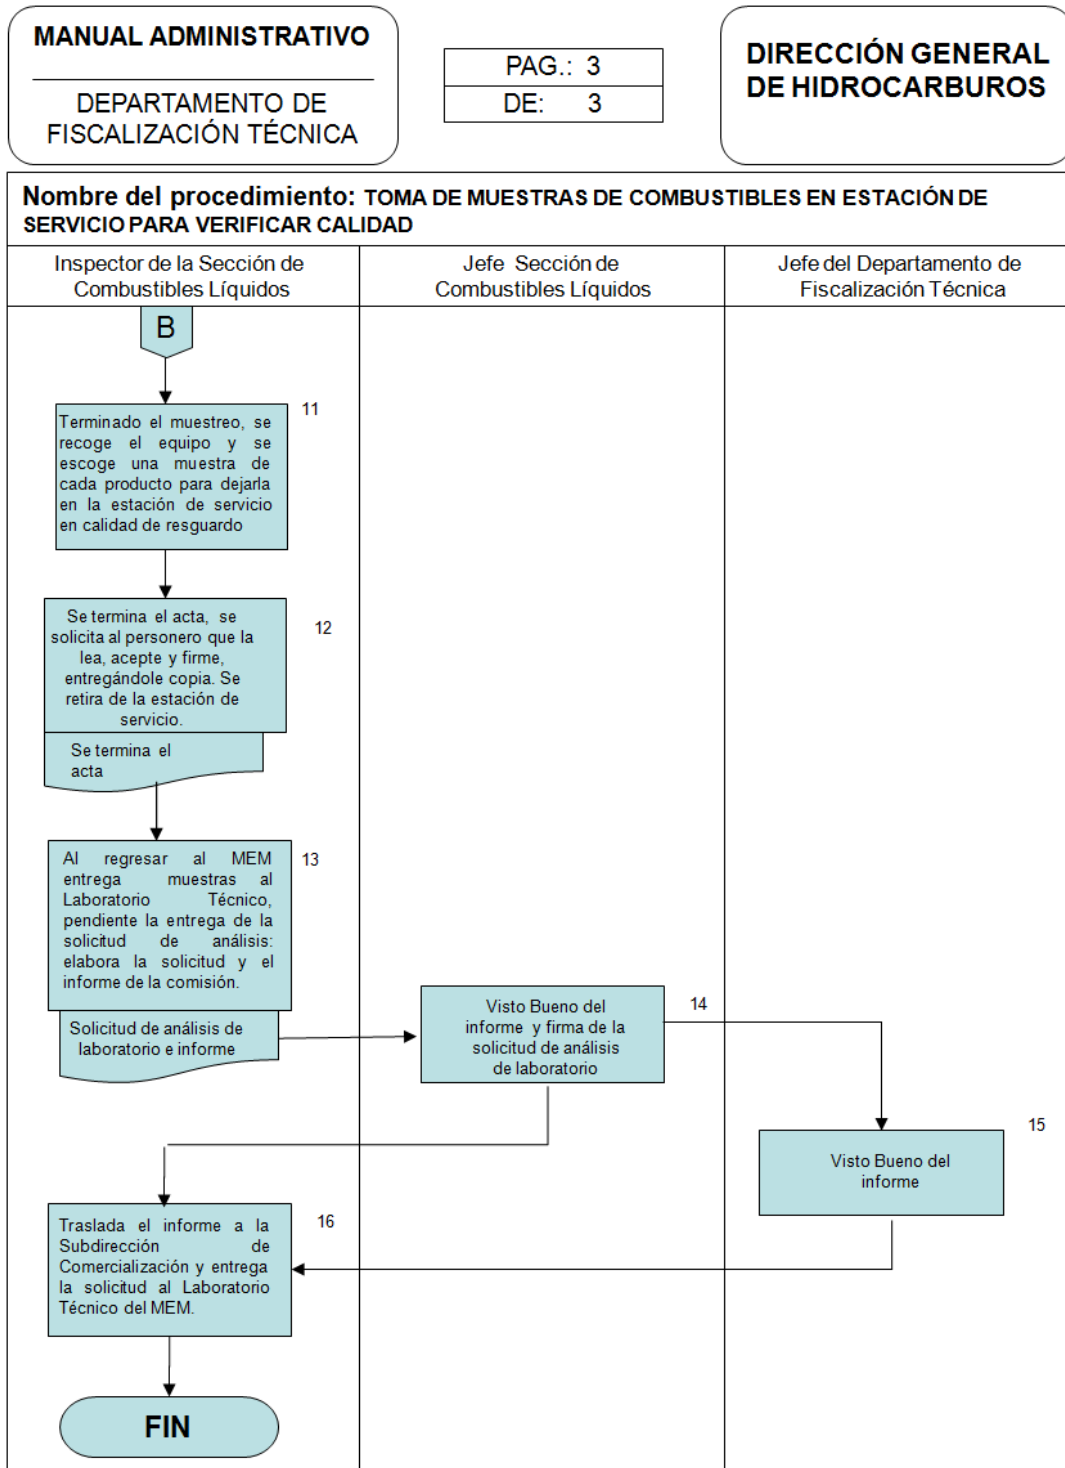 MANUAL ADMINISTRATIVO
DEPARTAMENTO DE
FISCALIZACIÓN TÉCNICA
PAG.: 3
DE: 3
DIRECCIÓN GENERAL
DE HIDROCARBUROS
Nombre del procedimiento: TOMA DE MUESTRAS DE COMBUSTIBLES EN ESTACIÓN DE
SERVICIO PARA VERIFICAR CALIDAD
Inspector de la Sección de
Combustibles Líquidos
Jefe Sección de
Combustibles Líquidos
Jefe del Departamento de
Fiscalización Técnica
B
11
Terminado el muestreo, se
recoge el equipo y se
escoge una muestra de
cada producto para dejarla
en la estación de servicio
en calidad de resguardo
12
Se termina el acta, se
solicita al personero que la
lea, acepte y firme,
entregándole copia. Se
retira de la estación de
servicio.
Se termina el
acta
13
Al regresar al MEM
entrega muestras al
Laboratorio Técnico,
pendiente la entrega de la
solicitud de análisis:
elabora la solicitud y el
informe de la comisión.
Solicitud de análisis de
laboratorio e informe
14
Visto Bueno del
informe y firma de la
solicitud de análisis
de laboratorio
15
Visto Bueno del
informe
16
Traslada el informe a la
Subdirección de
Comercialización y entrega
la solicitud al Laboratorio
Técnico del MEM.
FIN